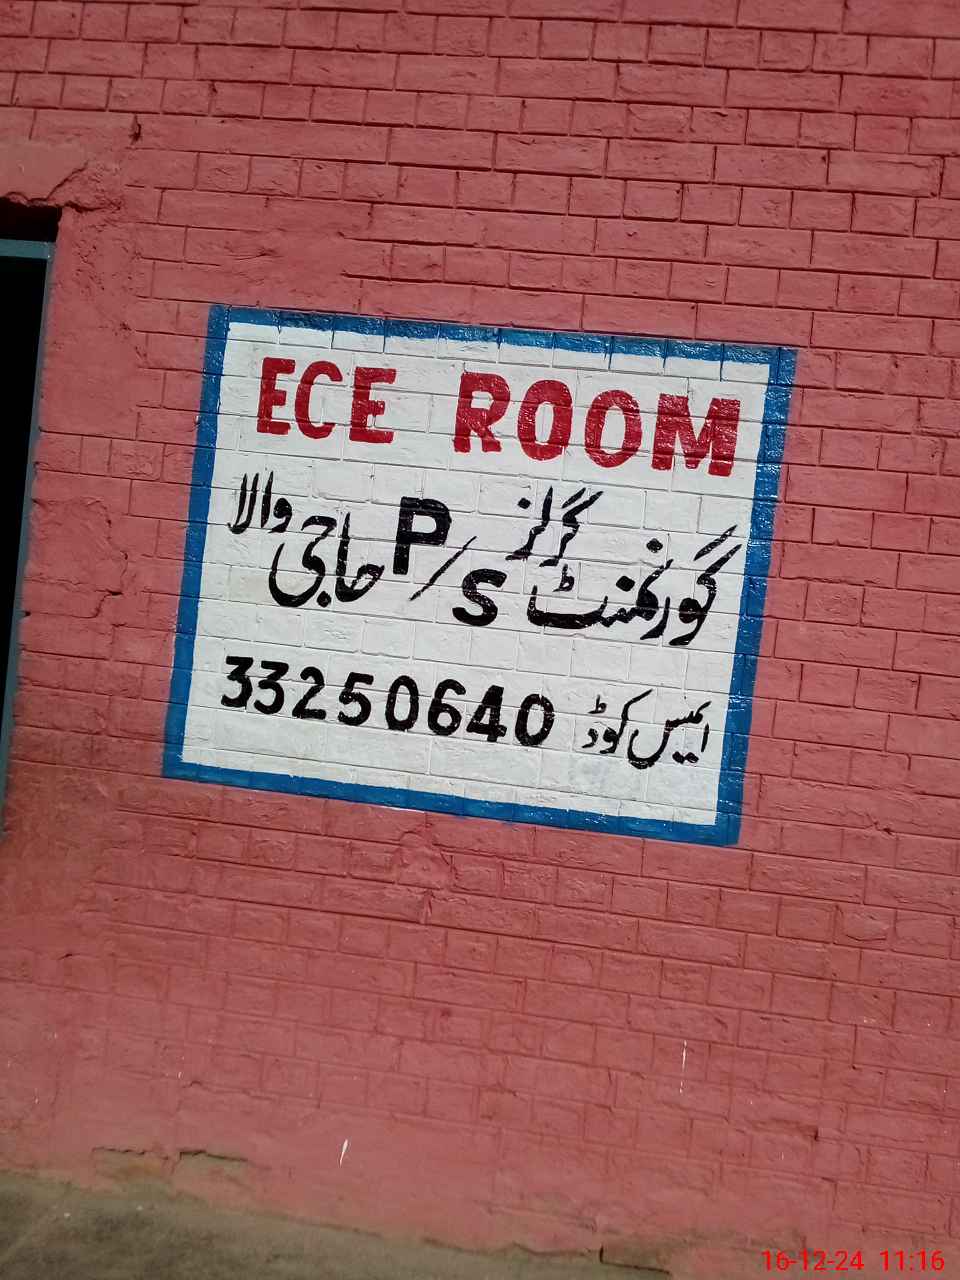 ECE ROOM
گورنمنٹ گرلز P/S حاجی والا
ایمس کوڈ 33250640
16-12-24 11:16